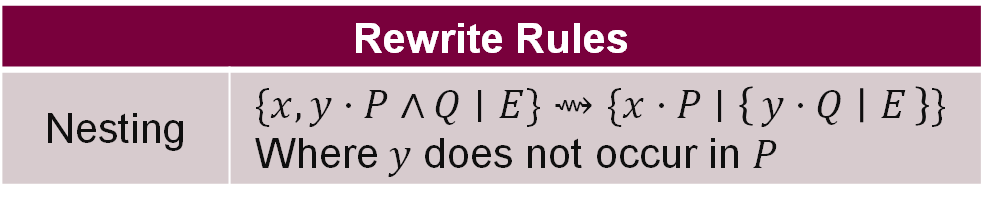 Rewrite Rules
Nesting
{x, y · P ∧ Q ∣ E} ⇝ {x · P ∣ { y · Q ∣ E }}
Where y does not occur in P